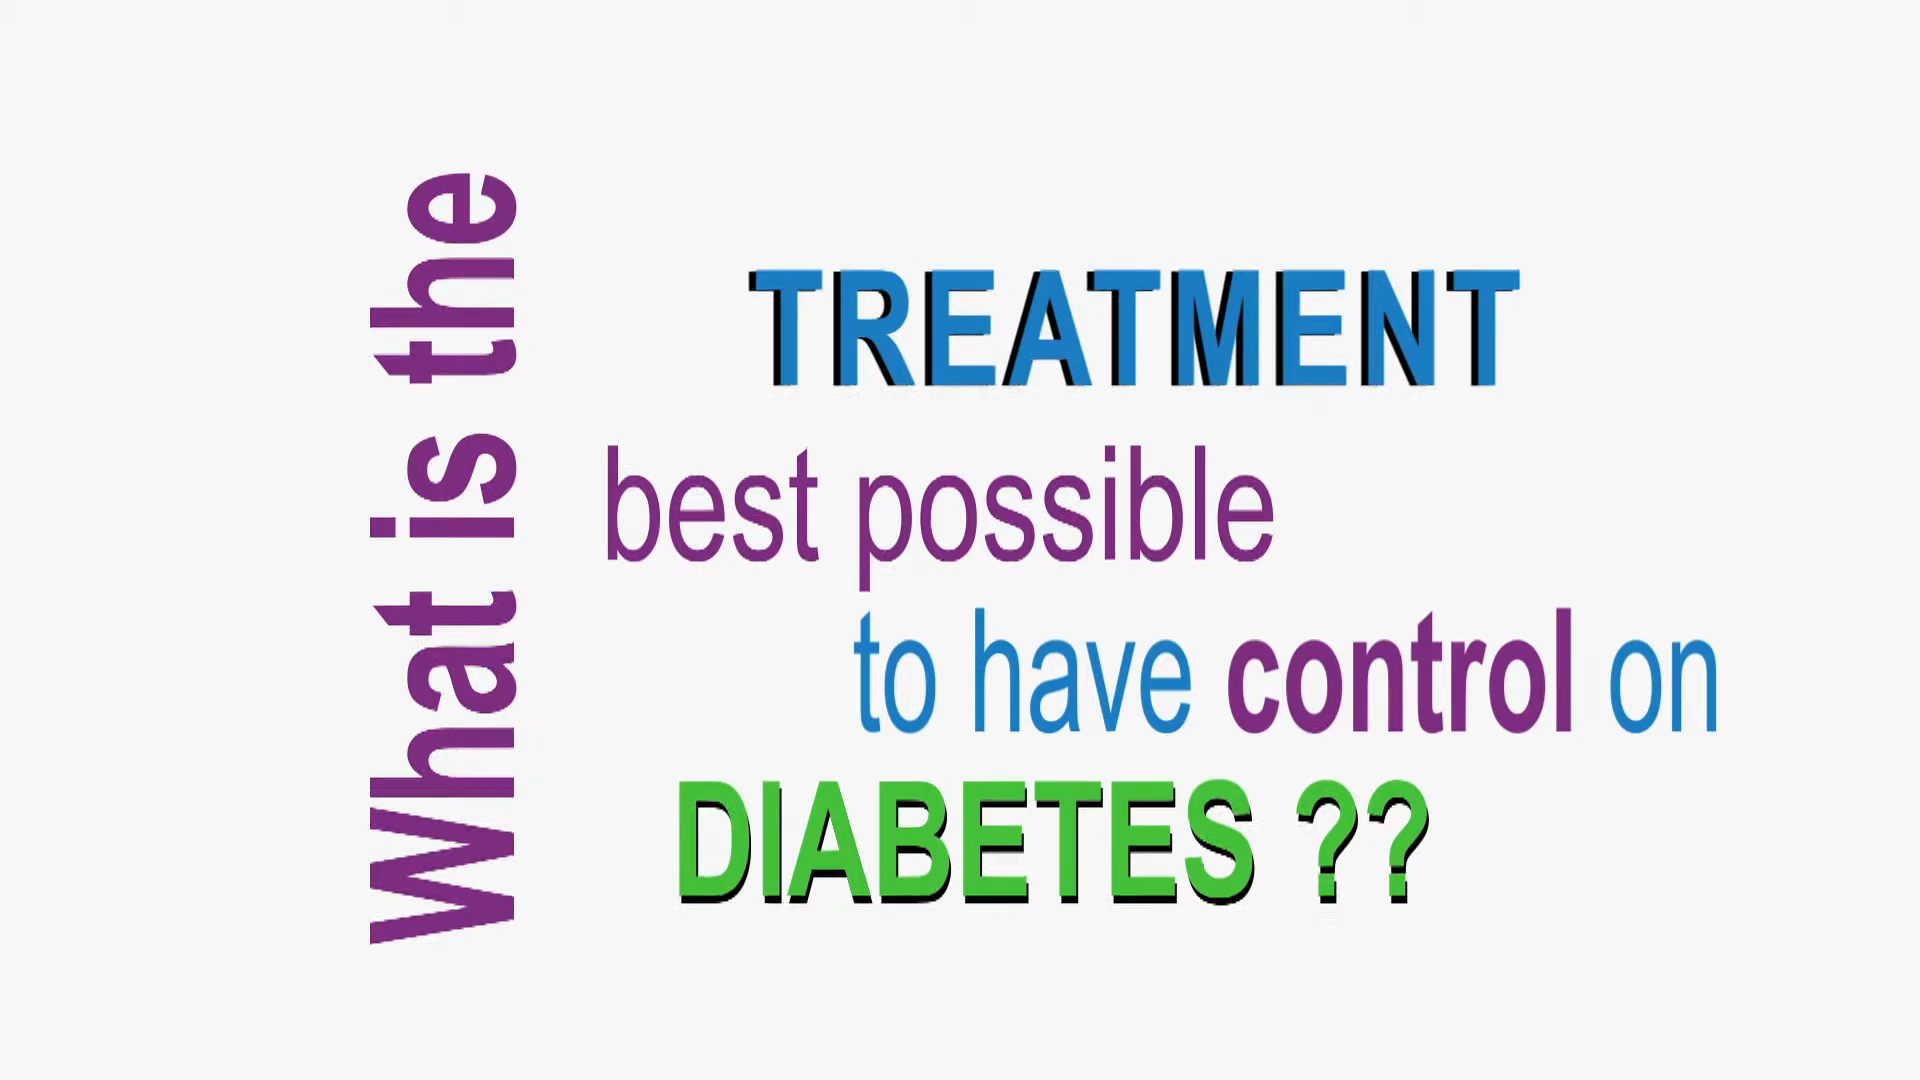 What is the
TREATMENT
best possible
to have control on
DIABETES ??